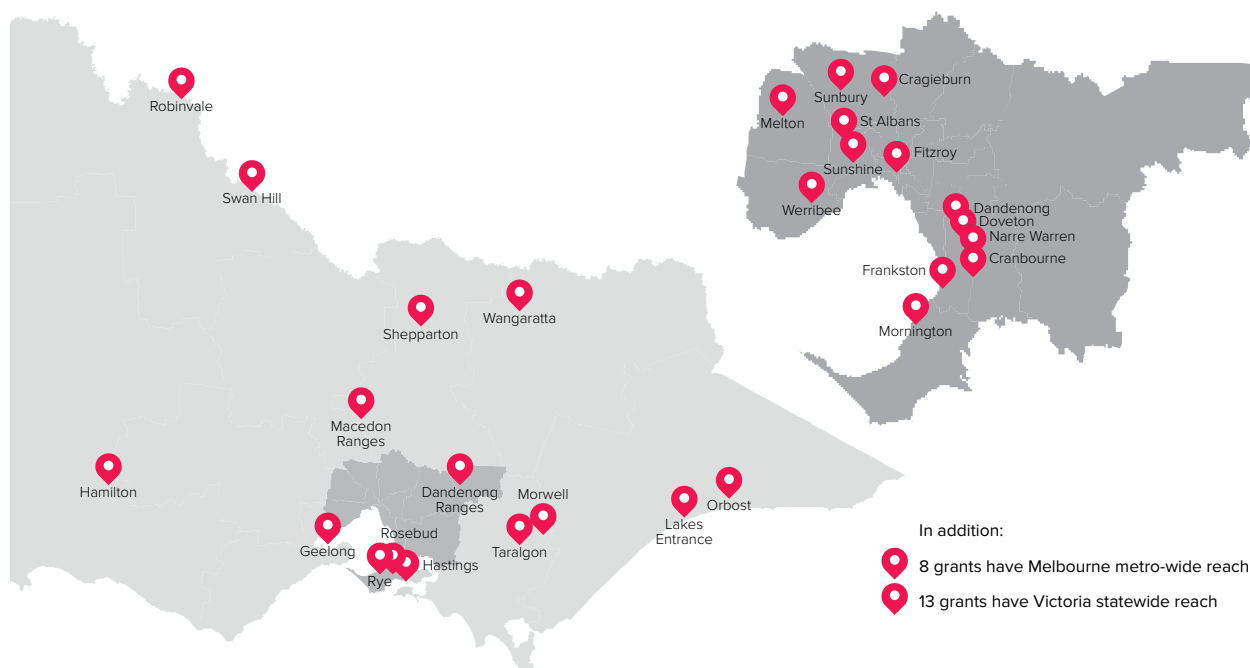 Robinvale
Swan Hill
Shepparton
Wangaratta
Macedon
Ranges
Hamilton
Dandenong
Ranges
Morwell
Taralgon
Lakes
Entrance
Orbost
Geelong
Rosebud
Hastings
Rye
Sunbury
Cragieburn
Melton
St Albans
Sunshine
Fitzroy
Werribee
Dandenong
Doveton
Narre Warren
Cranbourne
Frankston
Mornington
In addition:
8 grants have Melbourne metro-wide reach
13 grants have Victoria statewide reach